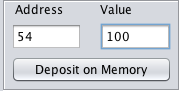 Address Value
54 100
Deposit on Memory